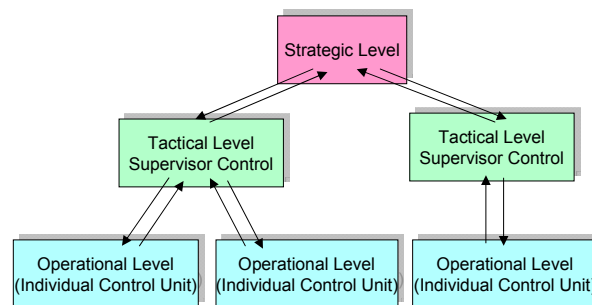 Strategic Level
Tactical Level
Supervisor Control
Tactical Level
Supervisor Control
Operational Level
(Individual Control Unit)
Operational Level
(Individual Control Unit)
Operational Level
(Individual Control Unit)